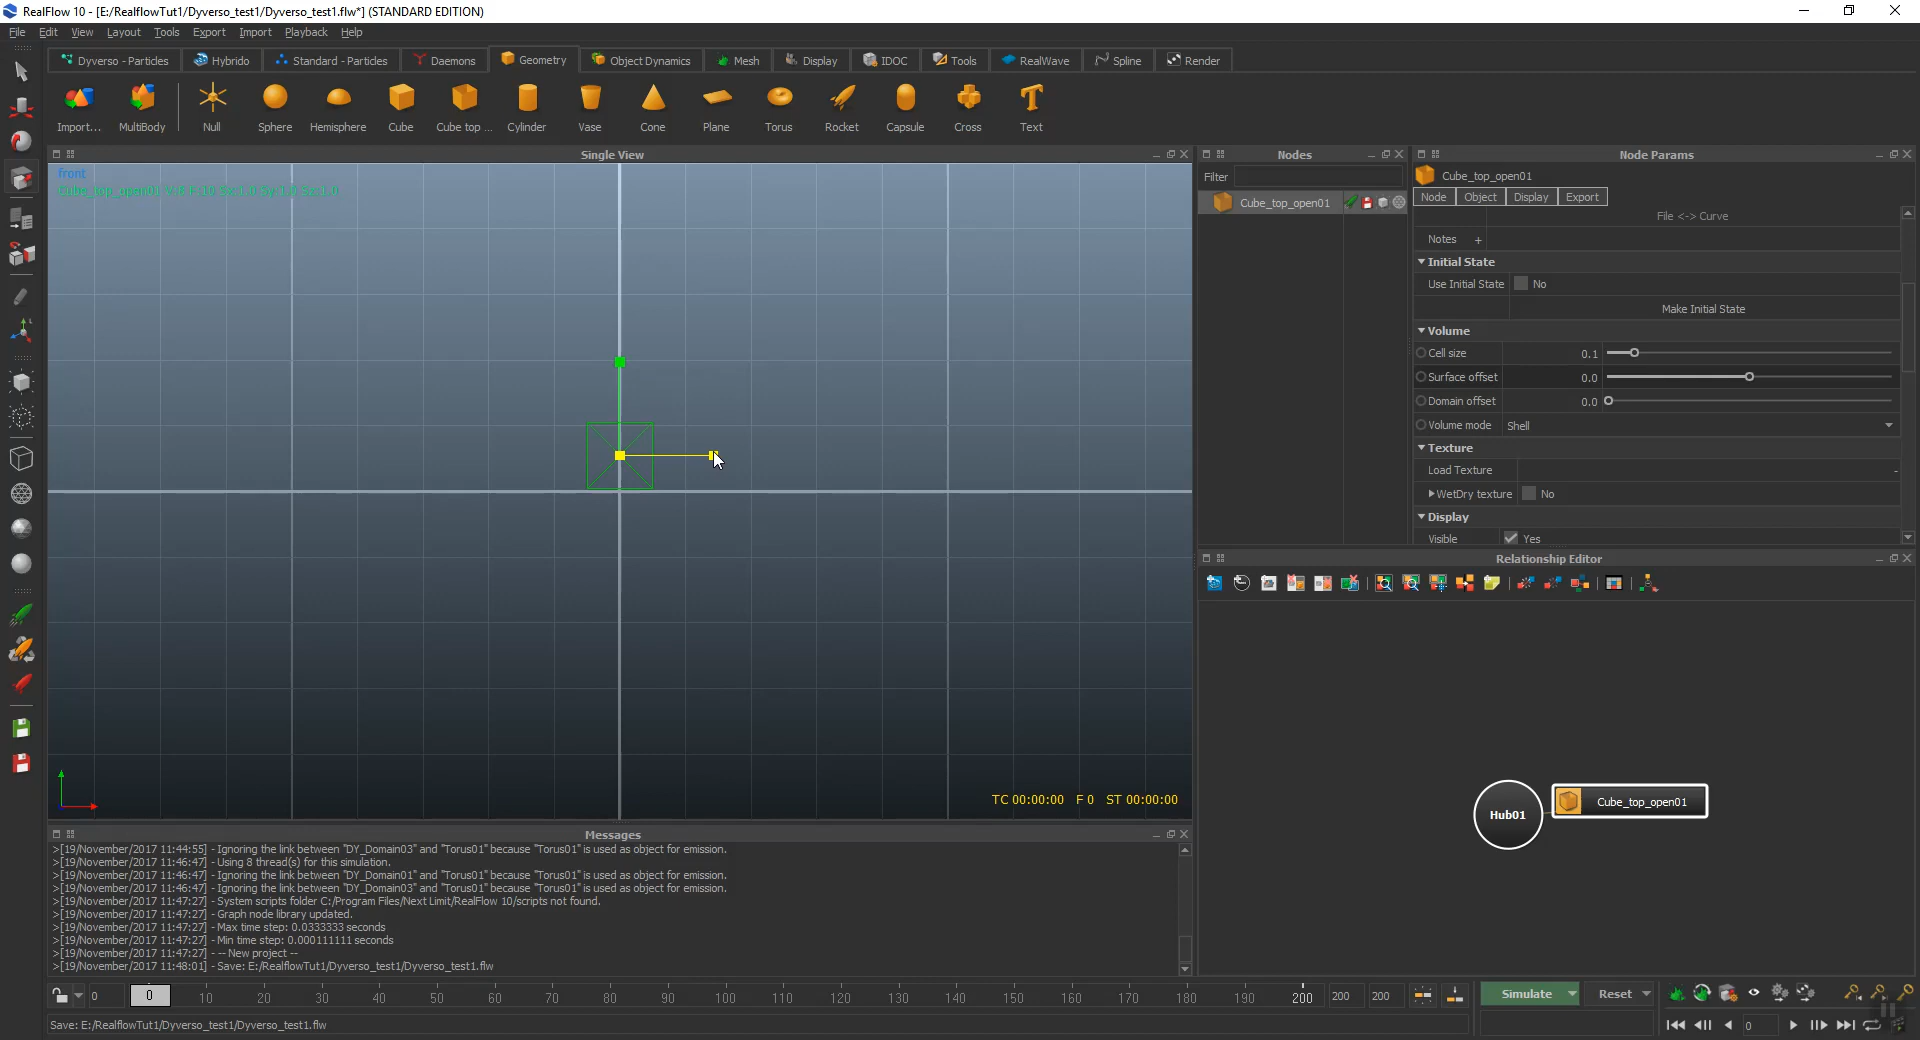 RealFlow 10 - [E:/RealflowTut1/Dyverso_test1/Dyverso_test1.flw*] (STANDARD EDITION)
File Edit View Layout Tools Export Import Playback Help
Dyverso - Particles Hybrido Standard - Particles Daemons Geometry Object Dynamics Mesh Display IDOC Tools RealWave Spline Render
Import... MultiBody Null Sphere Hemisphere Cube Cube top ... Cylinder Vase Cone Plane Torus Rocket Capsule Cross Text
Single View
front
Cube_top_open01 V:8 F:10 Sx:1.0 Sy:1.0 Sz:1.0
TC 00:00:00 F 0 ST 00:00:00
Nodes
Filter
Cube_top_open01
Node Params
Cube_top_open01
Node Object Display Export
File <-> Curve
Notes +
Initial State
Use Initial State No
Make Initial State
Volume
Cell size 0.1
Surface offset 0.0
Domain offset 0.0
Volume mode Shell
Texture
Load Texture -
WetDry texture No
Display
Visible Yes
Relationship Editor
Hub01
Cube_top_open01
Messages
>[19/November/2017 11:44:55] - Ignoring the link between "DY_Domain03" and "Torus01" because "Torus01" is used as object for emission.
>[19/November/2017 11:46:47] - Using 8 thread(s) for this simulation.
>[19/November/2017 11:46:47] - Ignoring the link between "DY_Domain01" and "Torus01" because "Torus01" is used as object for emission.
>[19/November/2017 11:46:47] - Ignoring the link between "DY_Domain03" and "Torus01" because "Torus01" is used as object for emission.
>[19/November/2017 11:47:27] - System scripts folder C:/Program Files/Next Limit/RealFlow 10/scripts not found.
>[19/November/2017 11:47:27] - Graph node library updated.
>[19/November/2017 11:47:27] - Max time step: 0.0333333 seconds
>[19/November/2017 11:47:27] - Min time step: 0.000111111 seconds
>[19/November/2017 11:47:27] - -- New project --
>[19/November/2017 11:48:01] - Save: E:/RealflowTut1/Dyverso_test1/Dyverso_test1.flw
0 0 10 20 30 40 50 60 70 80 90 100 110 120 130 140 150 160 170 180 190 200 200 200
Simulate Reset
Save: E:/RealflowTut1/Dyverso_test1/Dyverso_test1.flw
0